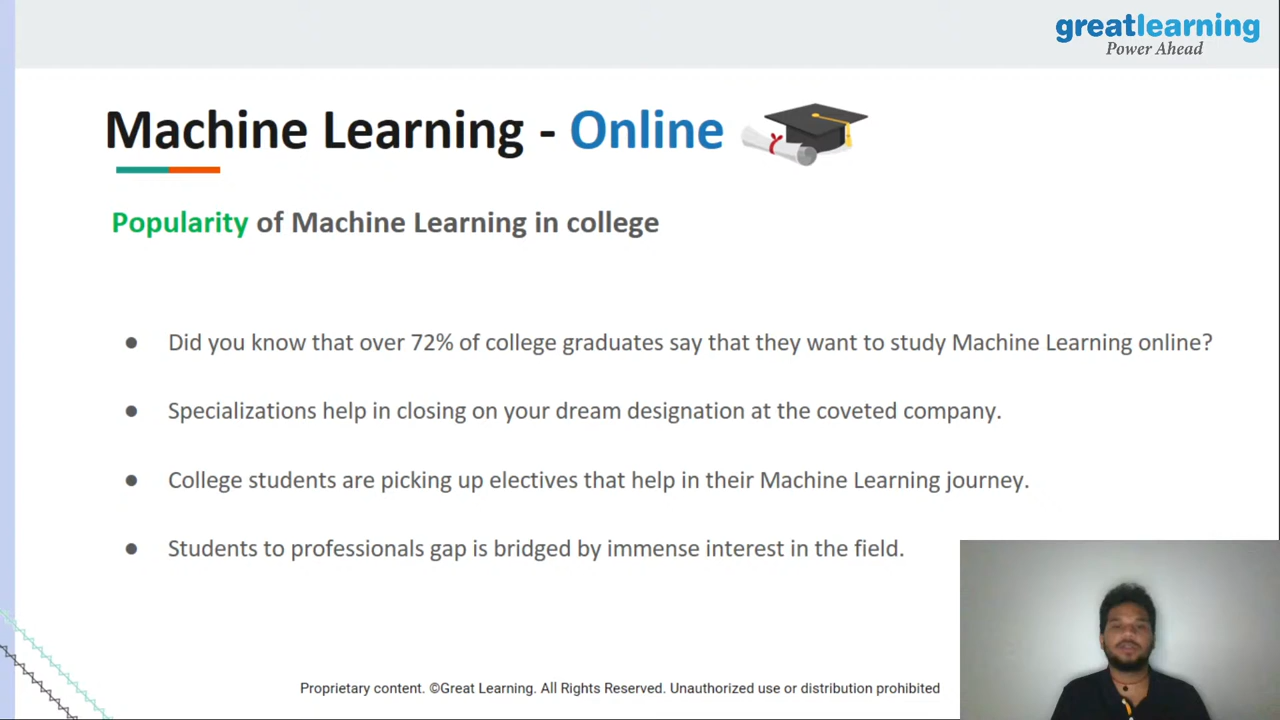 greatlearning
Power Ahead
Machine Learning - Online
Popularity of Machine Learning in college
● Did you know that over 72% of college graduates say that they want to study Machine Learning online?
● Specializations help in closing on your dream designation at the coveted company.
● College students are picking up electives that help in their Machine Learning journey.
● Students to professionals gap is bridged by immense interest in the field.
Proprietary content. ©Great Learning. All Rights Reserved. Unauthorized use or distribution prohibited